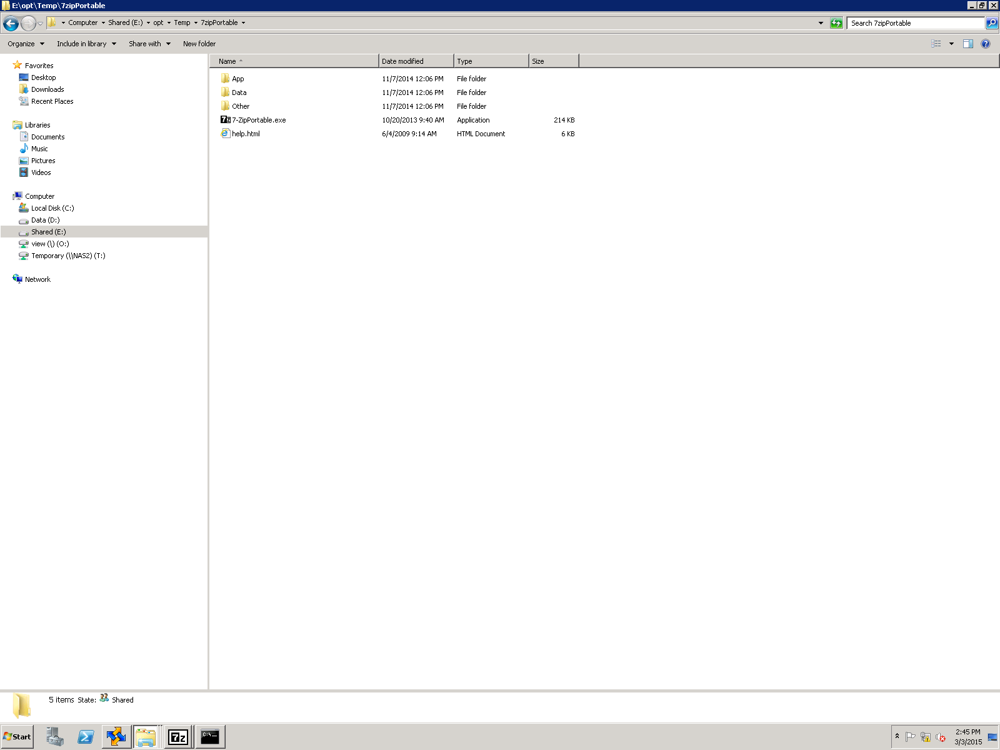 E:\opt\Temp\7zipPortable
Computer Shared (E:) opt Temp 7zipPortable
Search 7zipPortable
Organize Include in library Share with New folder
Name Date modified Type Size
Favorites
Desktop
Downloads
Recent Places
Libraries
Documents
Music
Pictures
Videos
Computer
Local Disk (C:)
Data (D:)
Shared (E:)
view (\) (O:)
Temporary (\\NAS2) (T:)
Network
App 11/7/2014 12:06 PM File folder
Data 11/7/2014 12:06 PM File folder
Other 11/7/2014 12:06 PM File folder
7z 7-ZipPortable.exe 10/20/2013 9:40 AM Application 214 KB
help.html 6/4/2009 9:14 AM HTML Document 6 KB
5 items State: Shared
Start 7z C:\_ 2:45 PM
3/3/2015